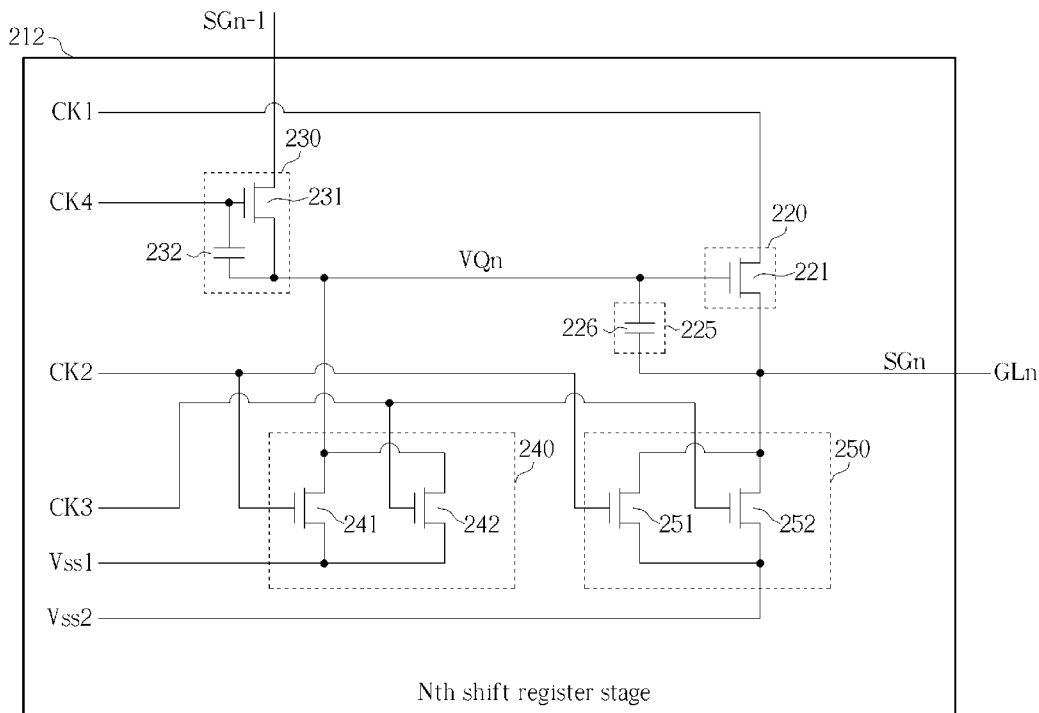 SGn-1
212
CK1
230
CK4
231
220
232
VQn
221
226
225
CK2
SGn
GLn
240
250
CK3
241
242
251
252
Vss1
Vss2
Nth shift register stage